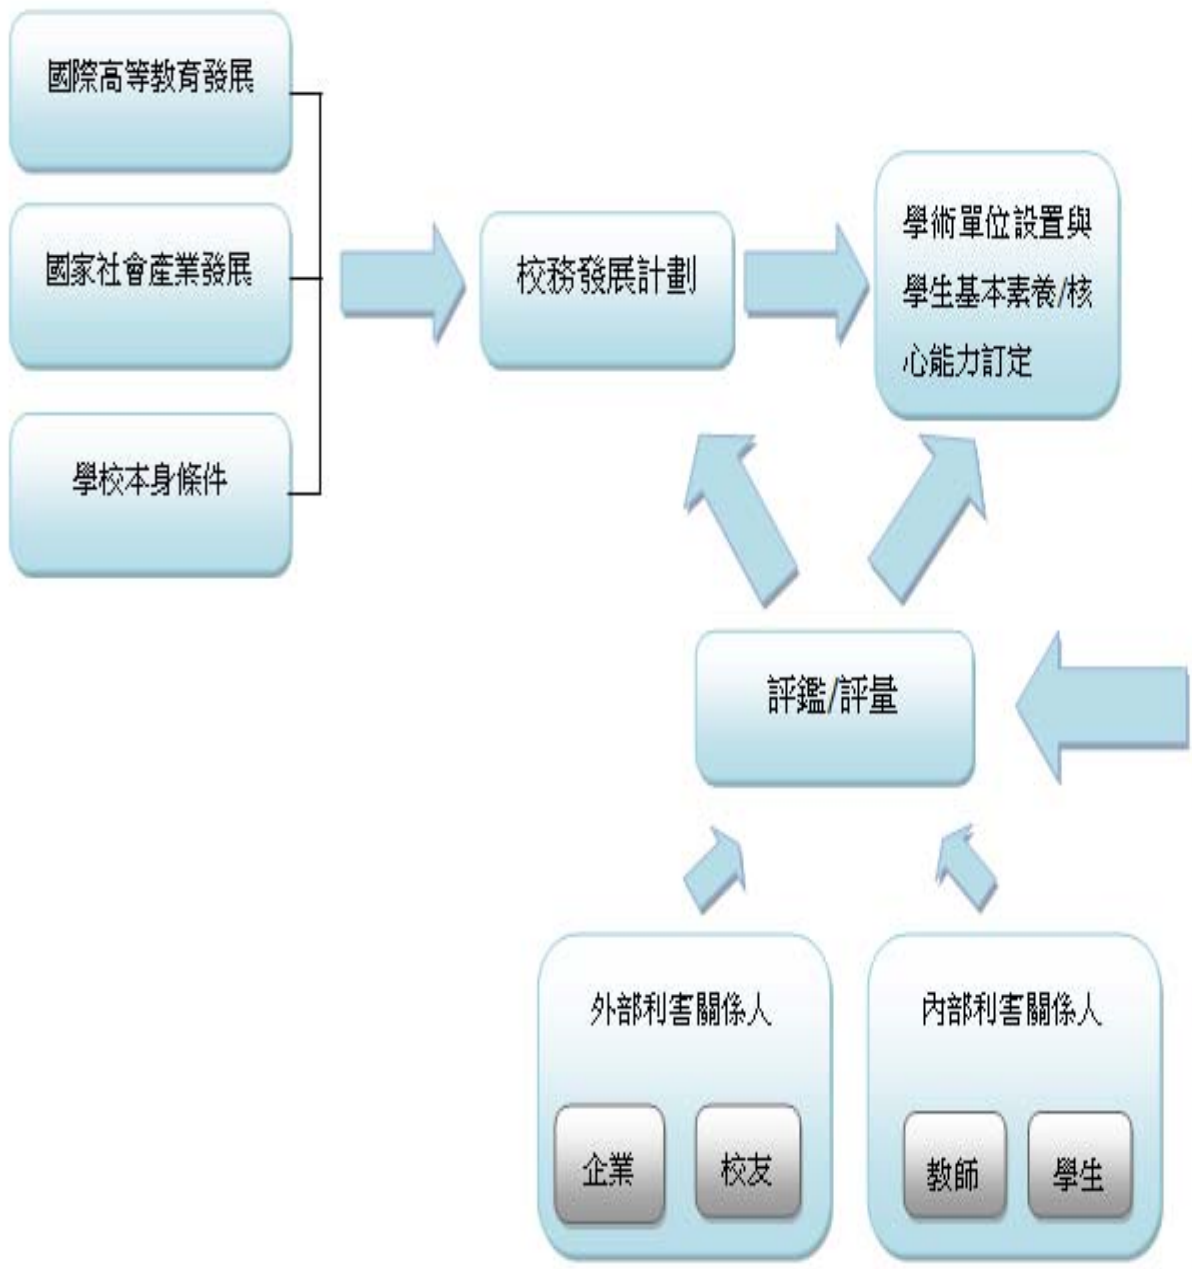 國際高等教育發展
國家社會產業發展
學校本身條件
校務發展計劃
學術單位設置與
學生基本素養/核
心能力訂定
評鑑/評量
外部利害關係人
企業
校友
內部利害關係人
教師
學生